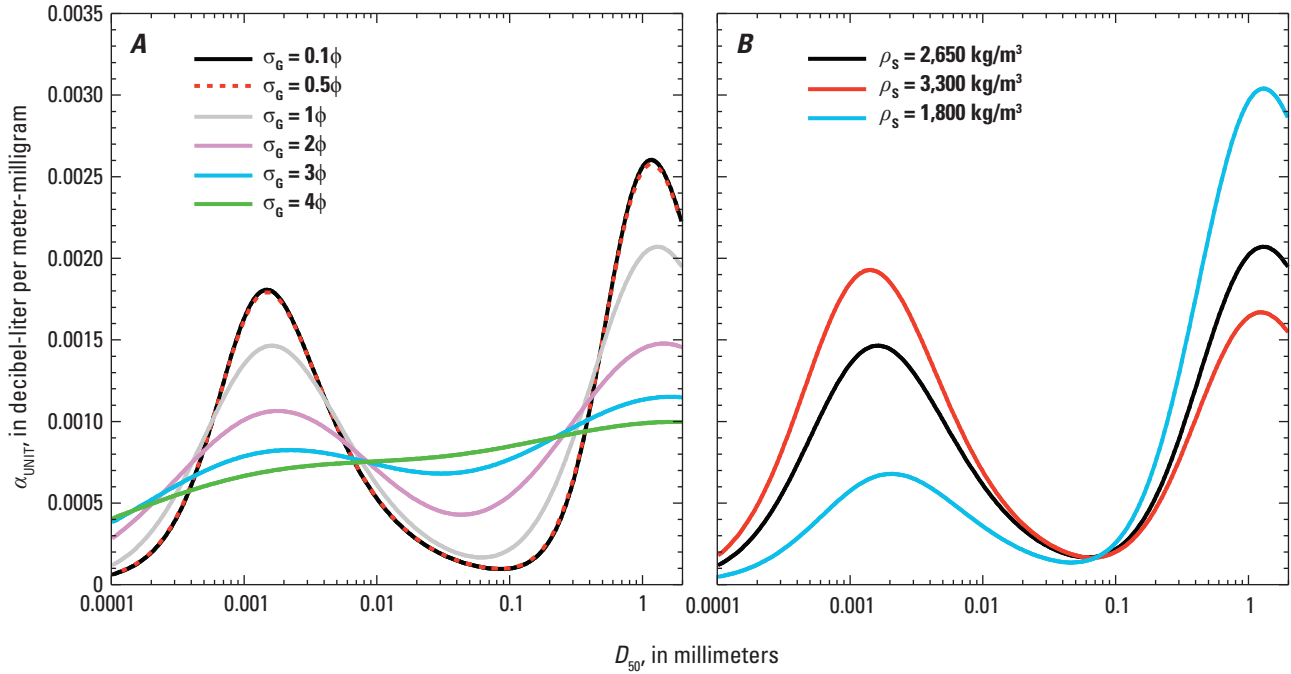 A
σG = 0.1ϕ
σG = 0.5ϕ
σG = 1ϕ
σG = 2ϕ
σG = 3ϕ
σG = 4ϕ
B
ρS = 2,650 kg/m³
ρS = 3,300 kg/m³
ρS = 1,800 kg/m³
αUNIT, in decibel-liter per meter-milligram
0.0035
0.0030
0.0025
0.0020
0.0015
0.0010
0.0005
0
0.0001 0.001 0.01 0.1 1
0.0001 0.001 0.01 0.1 1
D50, in millimeters